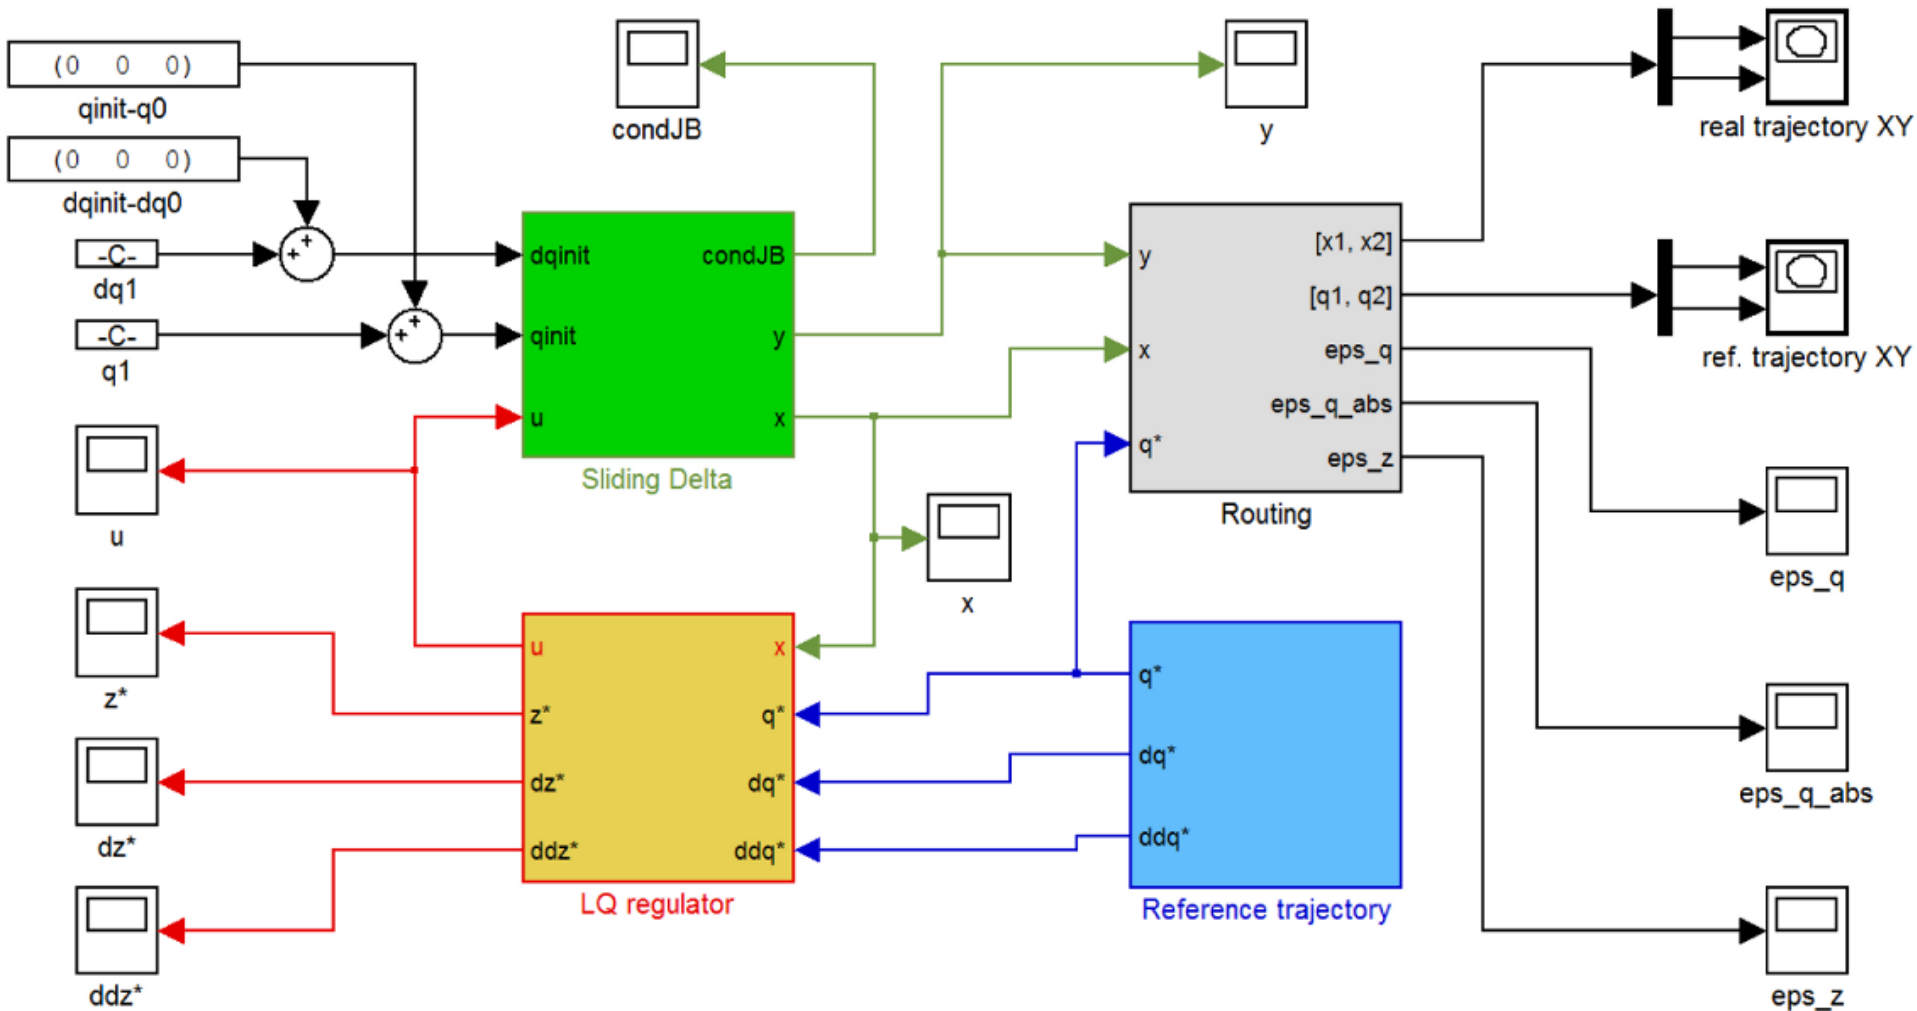 (0 0 0)
qinit-q0
(0 0 0)
dqinit-dq0
-C-
dq1
-C-
q1
+
+
+
+
condJB
y
real trajectory XY
dqinit
condJB
qinit
y
u
x
Sliding Delta
y
[x1, x2]
[q1, q2]
x
eps_q
eps_q_abs
q*
eps_z
Routing
ref. trajectory XY
u
x
eps_q
z*
u
x
z*
q*
dz*
dq*
ddz*
ddq*
LQ regulator
q*
dq*
ddq*
Reference trajectory
eps_q_abs
dz*
ddz*
eps_z